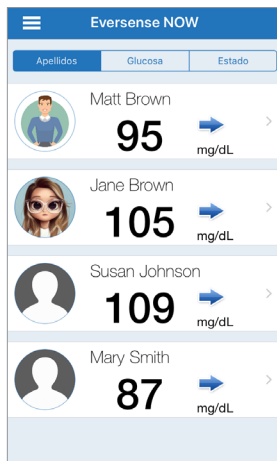 Eversense NOW
Apellidos Glucosa Estado
Matt Brown
95
mg/dL
Jane Brown
105
mg/dL
Susan Johnson
109
mg/dL
Mary Smith
87
mg/dL